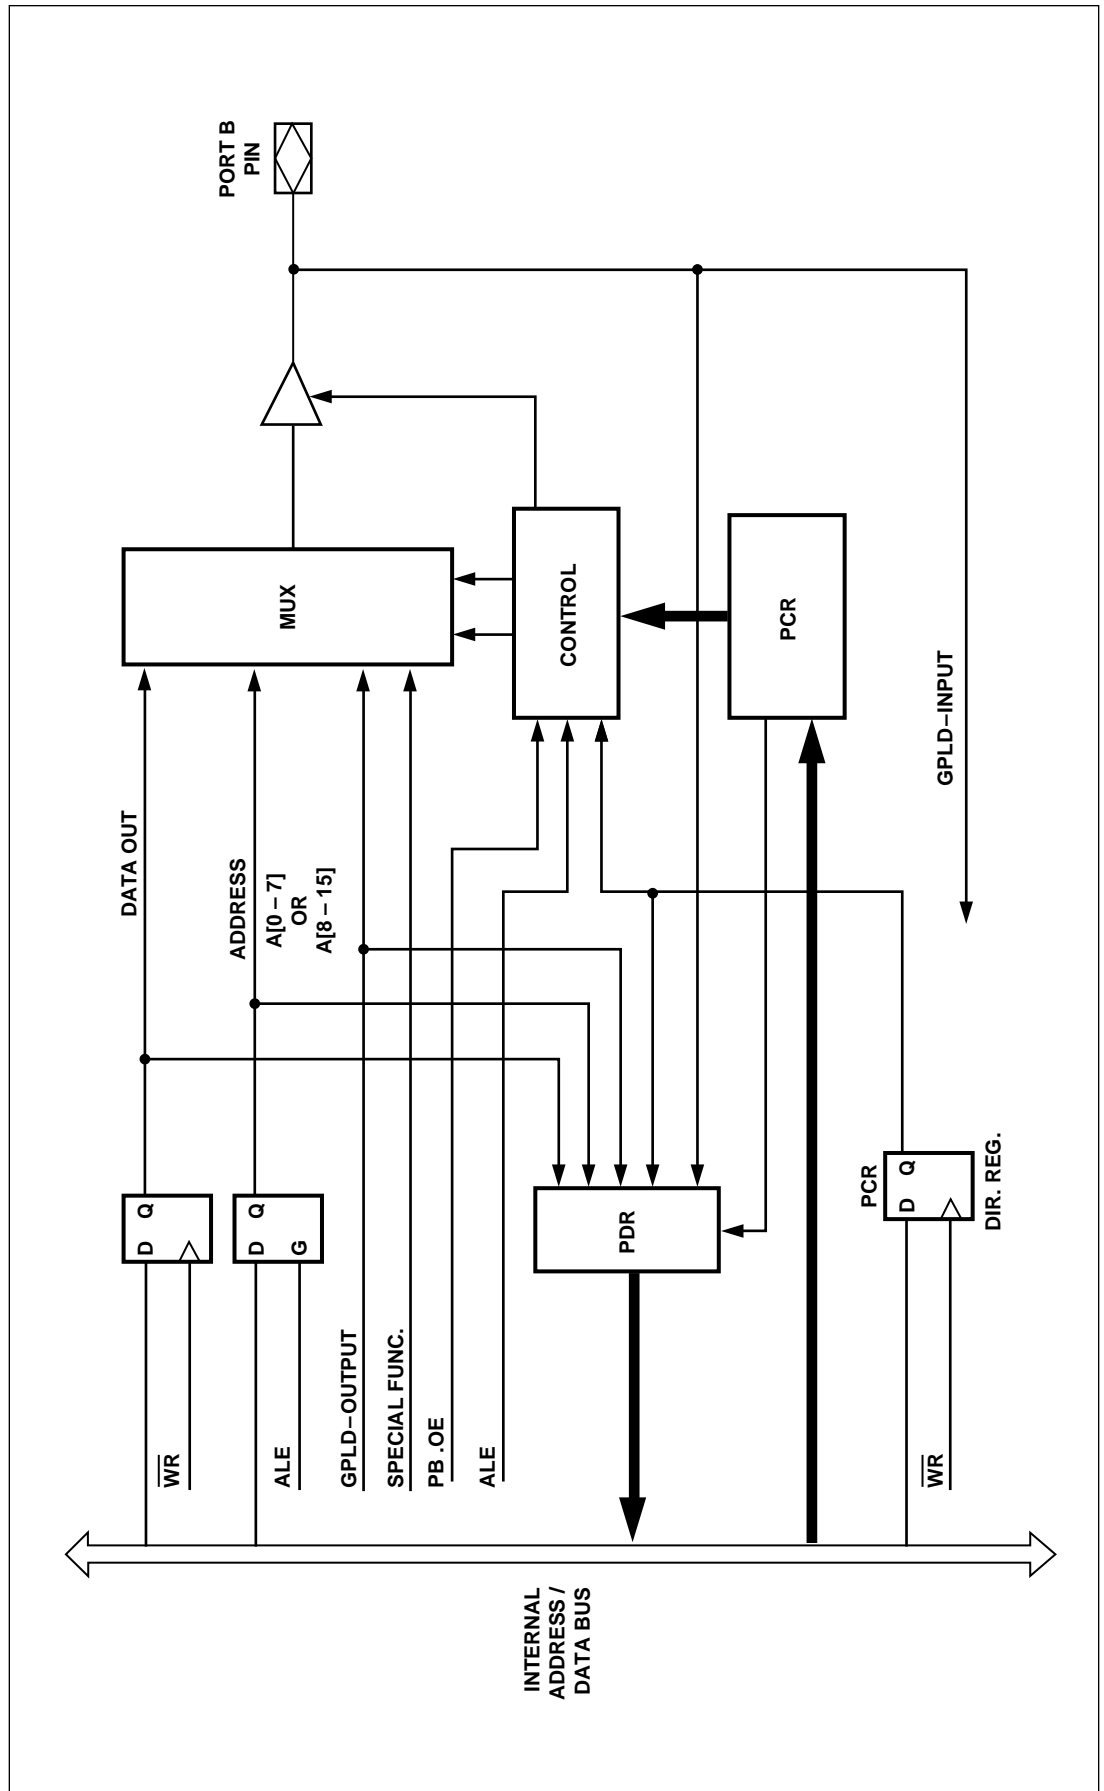 INTERNAL
ADDRESS /
DATA BUS
WR
D Q
DATA OUT
ALE
D Q
G
ADDRESS
A[0 – 7]
OR
A[8 – 15]
GPLD–OUTPUT
SPECIAL FUNC.
PB .OE
ALE
MUX
PORT B
PIN
PDR
CONTROL
PCR
WR
PCR
D Q
DIR. REG.
GPLD–INPUT